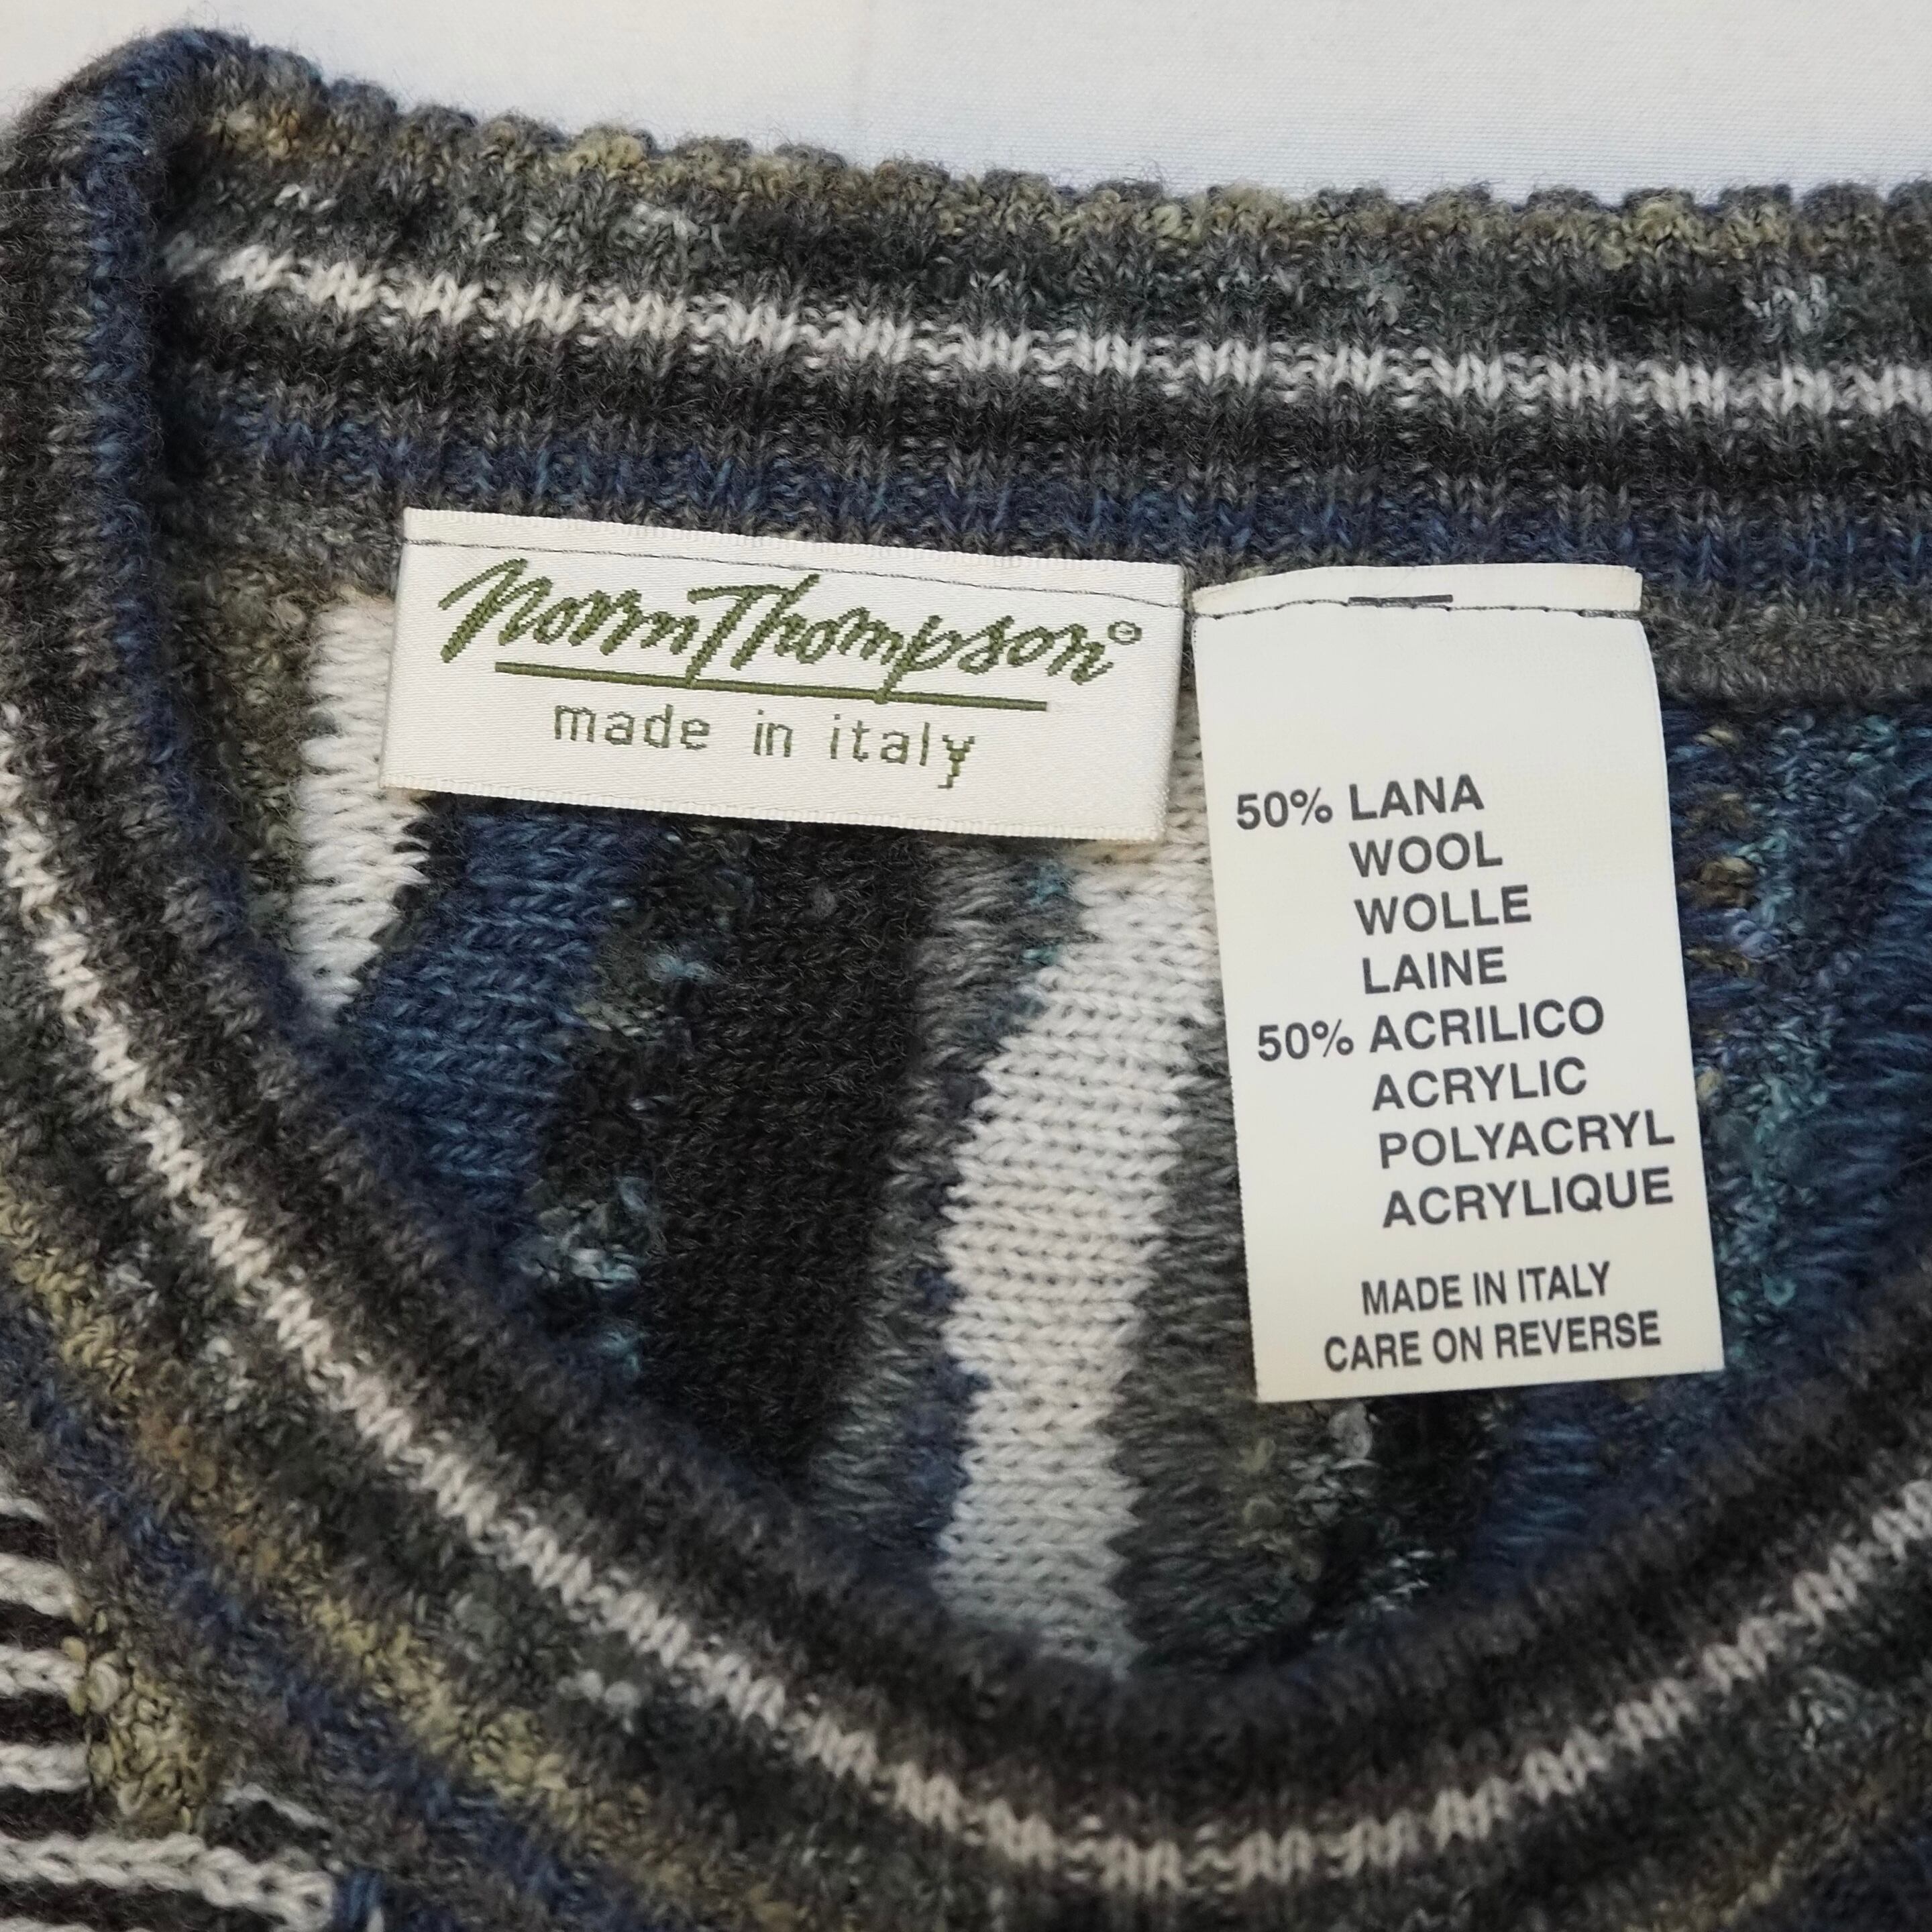 Norm Thompson®
made in italy
50% LANA
WOOL
WOLLE
LAINE
50% ACRILICO
ACRYLIC
POLYACRYL
ACRYLIQUE
MADE IN ITALY
CARE ON REVERSE